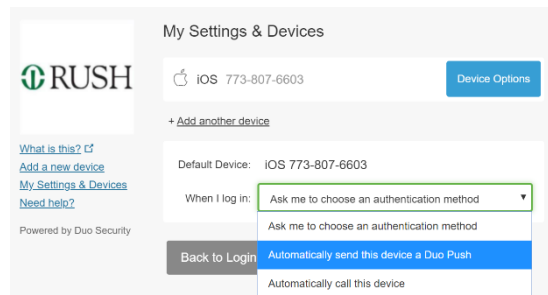 My Settings & Devices
RUSH
iOS 773-807-6603
Device Options
+ Add another device
What is this?
Add a new device
My Settings & Devices
Need help?
Powered by Duo Security
Default Device: iOS 773-807-6603
When I log in: Ask me to choose an authentication method
Ask me to choose an authentication method
Automatically send this device a Duo Push
Automatically call this device
Back to Login